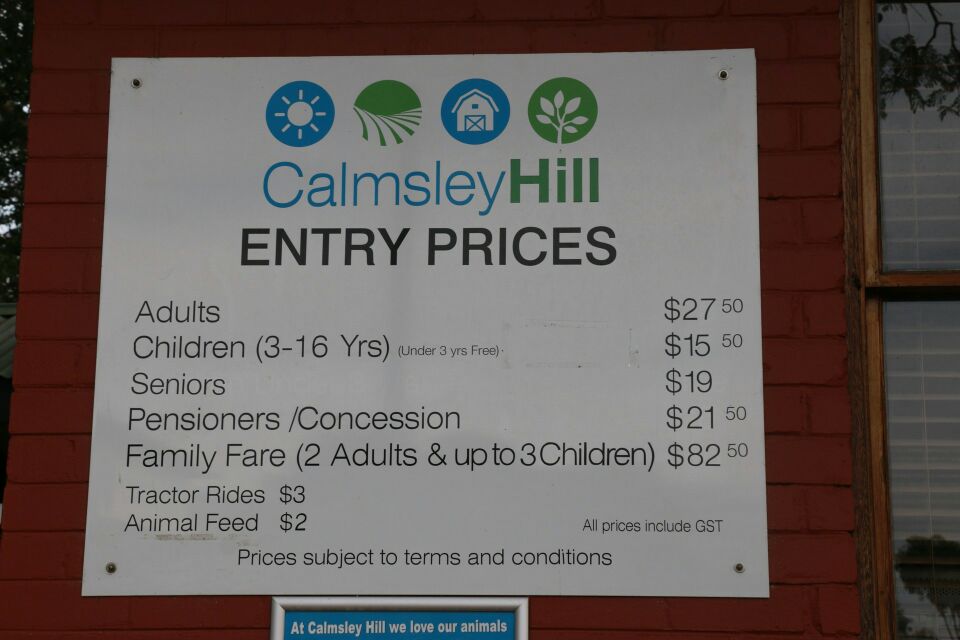 CalmsleyHill
ENTRY PRICES
Adults $27 50
Children (3-16 Yrs) (Under 3 yrs Free) $15 50
Seniors $19
Pensioners /Concession $21 50
Family Fare (2 Adults & up to 3 Children) $82 50
Tractor Rides $3
Animal Feed $2
All prices include GST
Prices subject to terms and conditions
At Calmsley Hill we love our animals